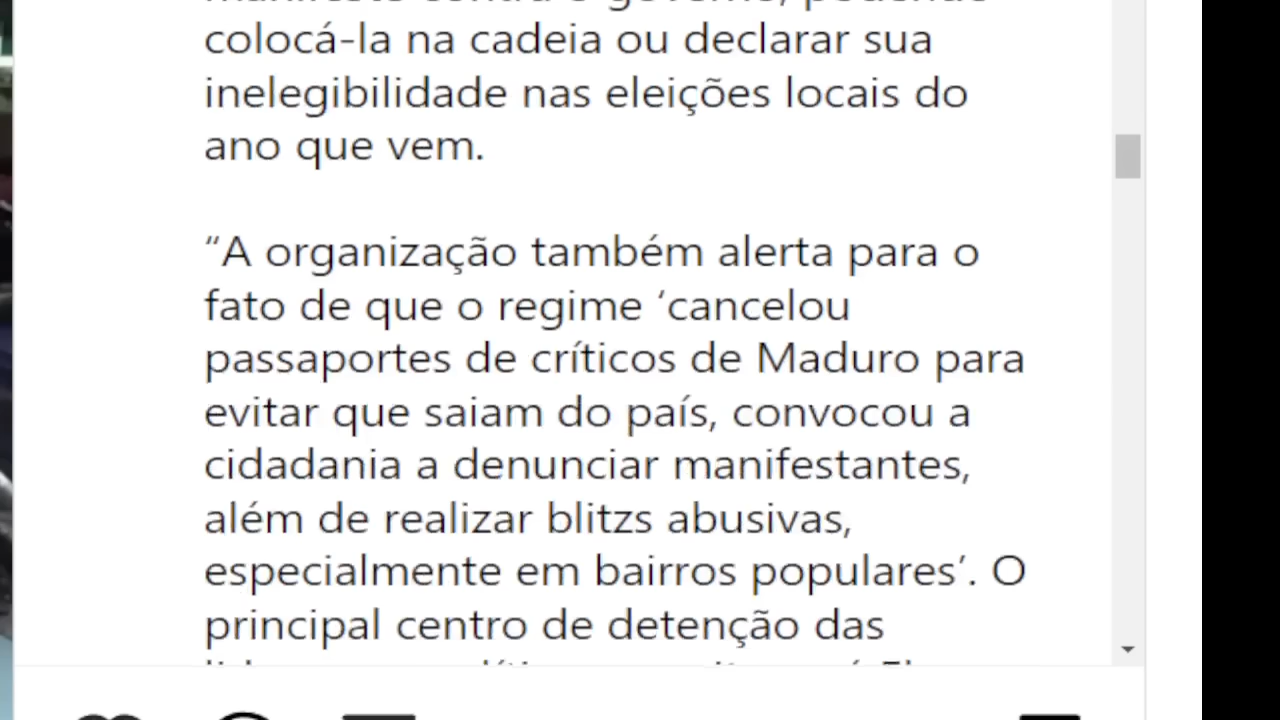 colocá-la na cadeia ou declarar sua
inelegibilidade nas eleições locais do
ano que vem.
“A organização também alerta para o
fato de que o regime ‘cancelou
passaportes de críticos de Maduro para
evitar que saiam do país, convocou a
cidadania a denunciar manifestantes,
além de realizar blitzs abusivas,
especialmente em bairros populares’. O
principal centro de detenção das